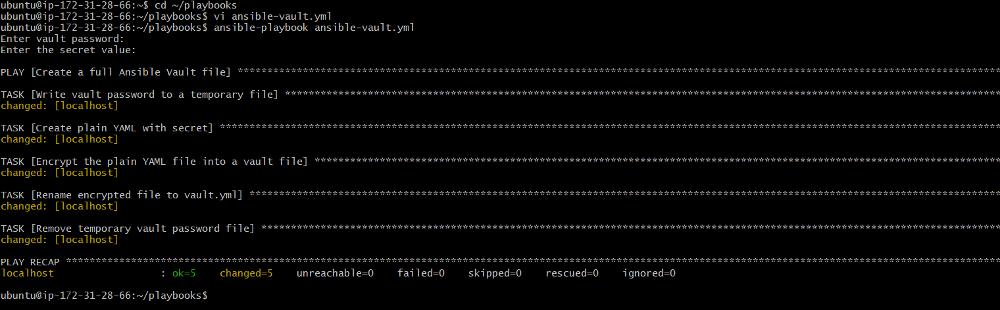 ubuntu@ip-172-31-28-66:~$ cd ~/playbooks
ubuntu@ip-172-31-28-66:~/playbooks$ vi ansible-vault.yml
ubuntu@ip-172-31-28-66:~/playbooks$ ansible-playbook ansible-vault.yml
Enter vault password:
Enter the secret value:
PLAY [Create a full Ansible Vault file] *********************************************************************************************************************************
TASK [Write vault password to a temporary file] *************************************************************************************************************************
changed: [localhost]
TASK [Create plain YAML with secret] ************************************************************************************************************************************
changed: [localhost]
TASK [Encrypt the plain YAML file into a vault file] ********************************************************************************************************************
changed: [localhost]
TASK [Rename encrypted file to vault.yml] *******************************************************************************************************************************
changed: [localhost]
TASK [Remove temporary vault password file] *****************************************************************************************************************************
changed: [localhost]
PLAY RECAP **************************************************************************************************************************************************************
localhost                  : ok=5    changed=5    unreachable=0    failed=0    skipped=0    rescued=0    ignored=0
ubuntu@ip-172-31-28-66:~/playbooks$